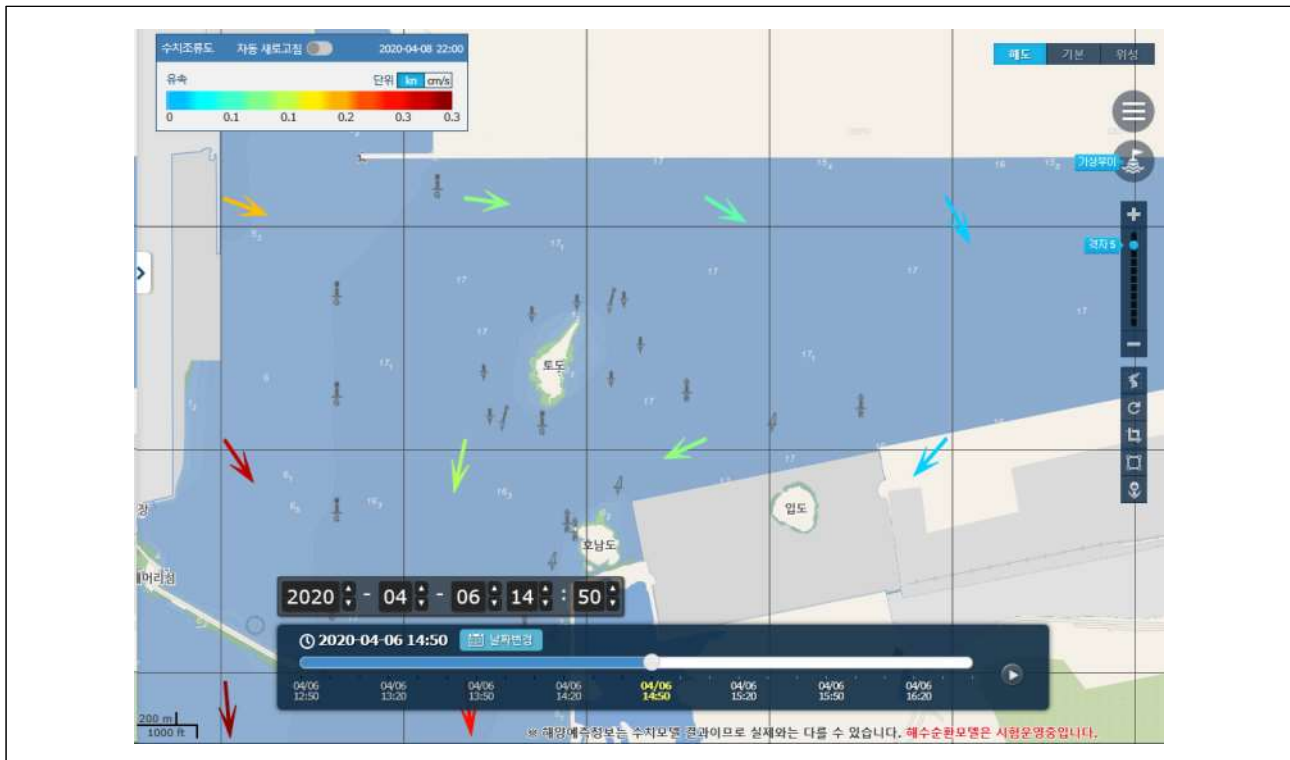 수치조류도 자동 새로고침 2020-04-08 22:00
유속 단위 kn cm/s
0 0.1 0.1 0.2 0.3 0.3
해도 기본 위성
가상부이
격자 5
토도
입도
호남도
장
2020 - 04 - 06 14 : 50
2020-04-06 14:50 날짜변경
04/06 12:50
04/06 13:20
04/06 13:50
04/06 14:20
04/06 14:50
04/06 15:20
04/06 15:50
04/06 16:20
200 m
1000 ft
※ 해양예측정보는 수치모델 결과이므로 실제와는 다를 수 있습니다. 해수순환모델은 시험운영중입니다.